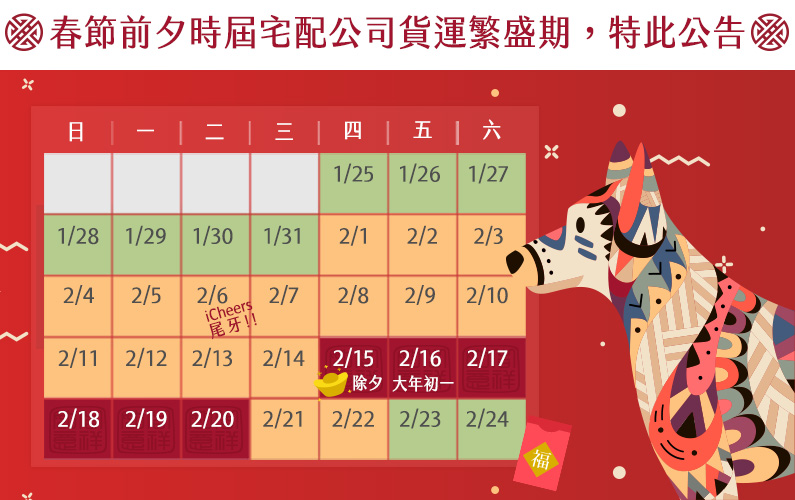 春節前夕時屆宅配公司貨運繁盛期，特此公告
日 一 二 三 四 五 六
1/25 1/26 1/27
1/28 1/29 1/30 1/31 2/1 2/2 2/3
2/4 2/5 2/6 2/7 2/8 2/9 2/10
iCheers
尾牙!!
2/11 2/12 2/13 2/14 2/15 2/16 2/17
除夕 大年初一
2/18 2/19 2/20 2/21 2/22 2/23 2/24
福